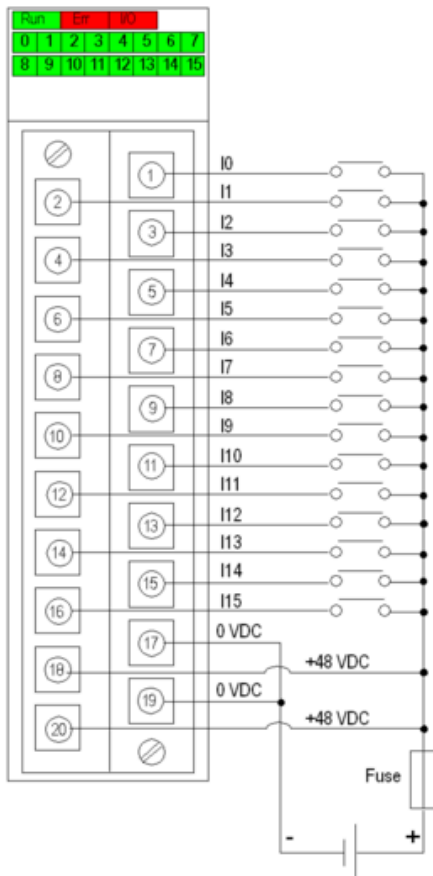 Run Err I/O
0 1 2 3 4 5 6 7
8 9 10 11 12 13 14 15
1 I0
2 I1
3 I2
4 I3
5 I4
6 I5
7 I6
8 I7
9 I8
10 I9
11 I10
12 I11
13 I12
14 I13
15 I14
16 I15
17 0 VDC
18 +48 VDC
19 0 VDC
20 +48 VDC
Fuse
- +